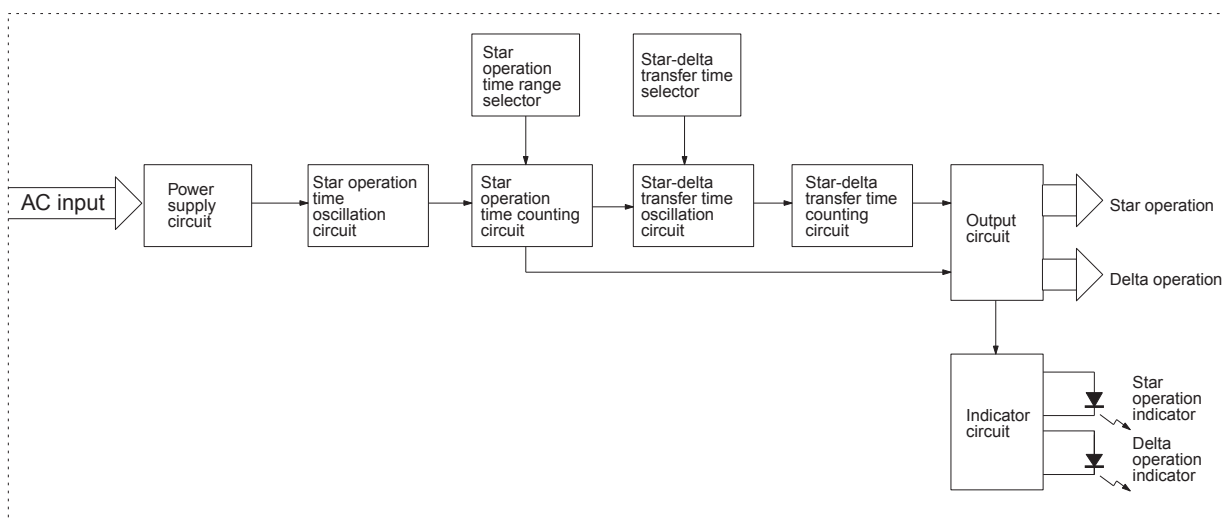 Star
operation
time range
selector
Star-delta
transfer time
selector
AC input
Power
supply
circuit
Star operation
time
oscillation
circuit
Star
operation
time counting
circuit
Star-delta
transfer time
oscillation
circuit
Star-delta
transfer time
counting
circuit
Output
circuit
Star operation
Delta operation
Indicator
circuit
Star
operation
indicator
Delta
operation
indicator